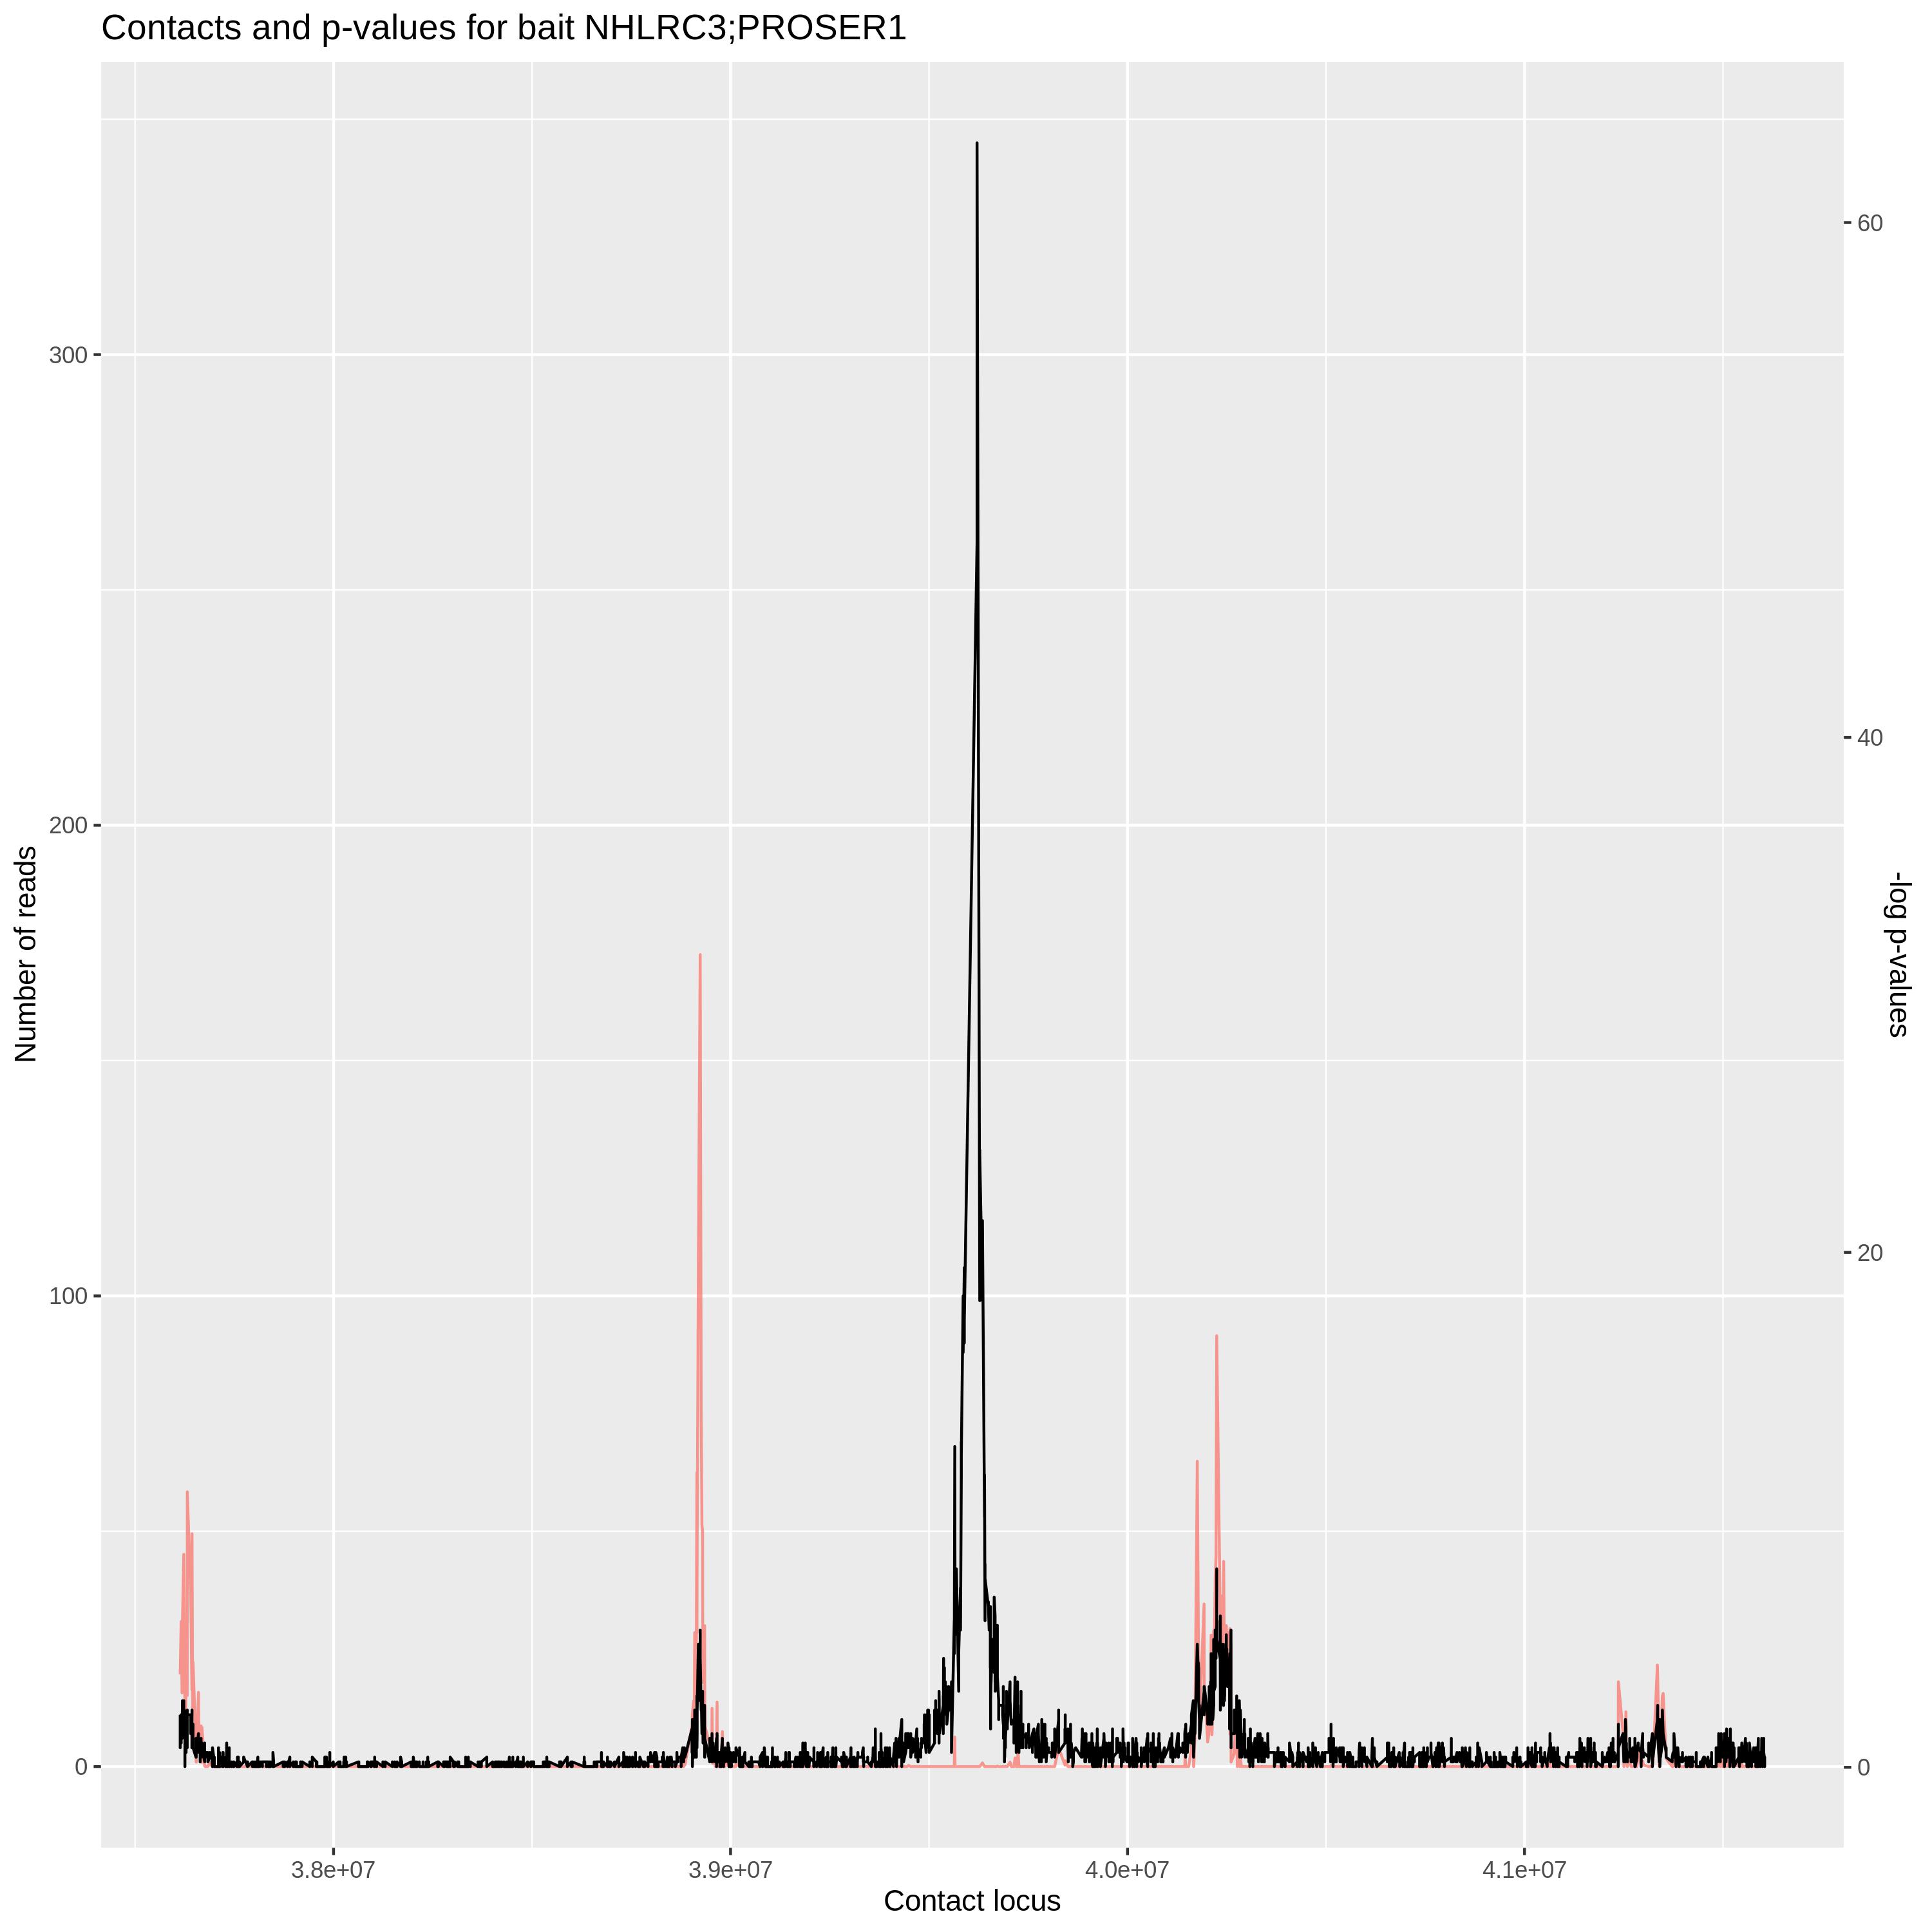 Contacts and p-values for bait NHLRC3;PROSER1
300
200
100
0
Number of reads
60
40
20
0
-log p-values
3.8e+07
3.9e+07
4.0e+07
4.1e+07
Contact locus